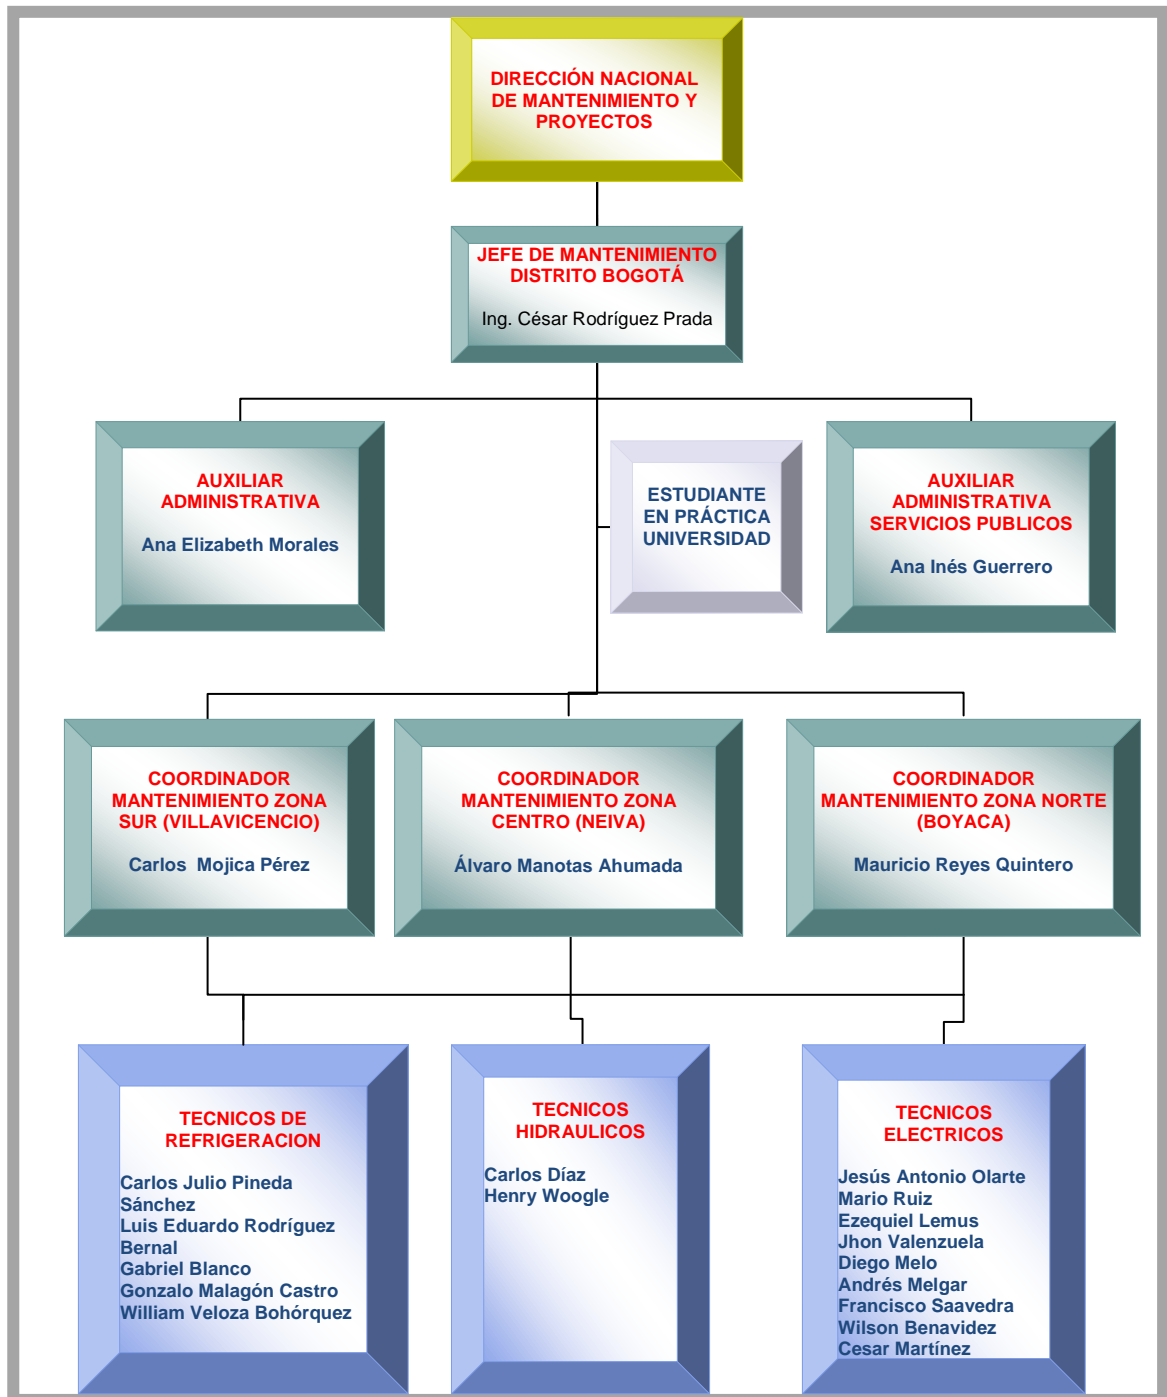 DIRECCIÓN NACIONAL
DE MANTENIMIENTO Y
PROYECTOS
JEFE DE MANTENIMIENTO
DISTRITO BOGOTÁ
Ing. César Rodríguez Prada
AUXILIAR
ADMINISTRATIVA
Ana Elizabeth Morales
ESTUDIANTE
EN PRÁCTICA
UNIVERSIDAD
AUXILIAR
ADMINISTRATIVA
SERVICIOS PUBLICOS
Ana Inés Guerrero
COORDINADOR
MANTENIMIENTO ZONA
SUR (VILLAVICENCIO)
Carlos  Mojica Pérez
COORDINADOR
MANTENIMIENTO ZONA
CENTRO (NEIVA)
Álvaro Manotas Ahumada
COORDINADOR
MANTENIMIENTO ZONA NORTE
(BOYACA)
Mauricio Reyes Quintero
TECNICOS DE
REFRIGERACION
Carlos Julio Pineda
Sánchez
Luis Eduardo Rodríguez
Bernal
Gabriel Blanco
Gonzalo Malagón Castro
William Veloza Bohórquez
TECNICOS
HIDRAULICOS
Carlos Díaz
Henry Woogle
TECNICOS
ELECTRICOS
Jesús Antonio Olarte
Mario Ruiz
Ezequiel Lemus
Jhon Valenzuela
Diego Melo
Andrés Melgar
Francisco Saavedra
Wilson Benavidez
Cesar Martínez